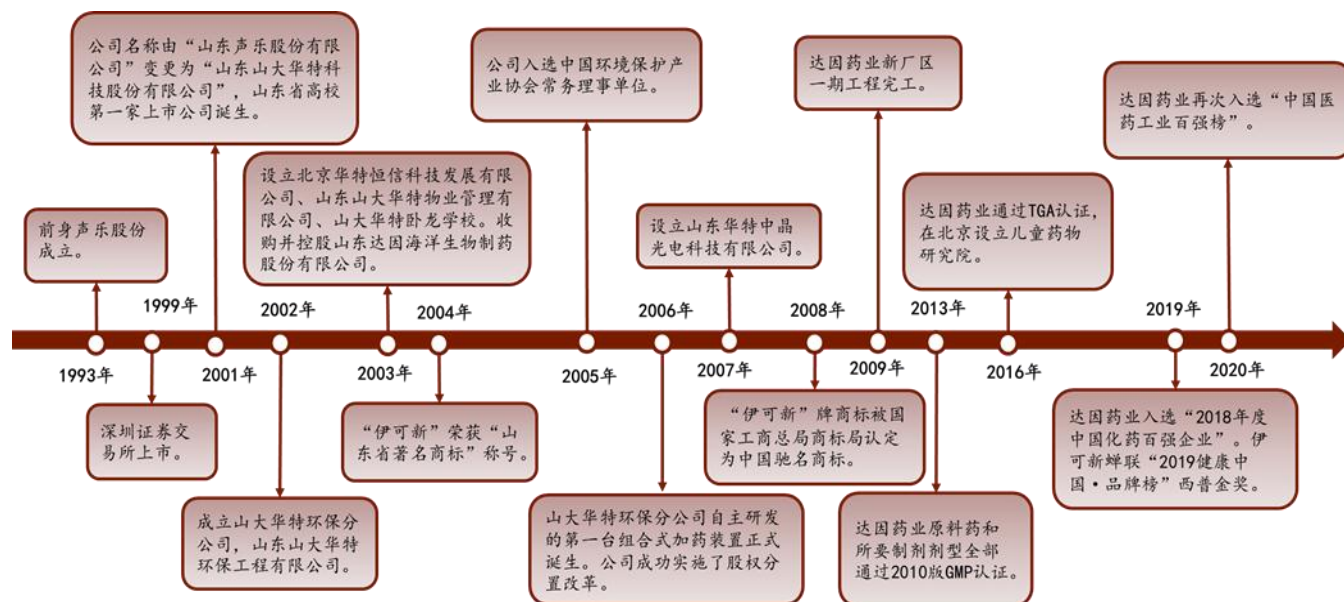 公司名称由“山东声乐股份有限
公司”变更为“山东山大华特科
技股份有限公司”，山东省高校
第一家上市公司诞生。
公司入选中国环境保护产
业协会常务理事单位。
达因药业新厂区
一期工程完工。
达因药业再次入选“中国医
药工业百强榜”。
前身声乐股份
成立。
设立北京华特恒信科技发展有限
公司、山东山大华特物业管理有
限公司、山大华特卧龙学校。收
购并控股山东达因海洋生物制药
股份有限公司。
设立山东华特中晶
光电科技有限公司。
达因药业通过TGA认证，
在北京设立儿童药物
研究院。
1999年
2002年
2004年
2006年
2008年
2013年
2019年
1993年
2001年
2003年
2005年
2007年
2009年
2016年
2020年
深圳证券交
易所上市。
“伊可新”荣获“山
东省著名商标”称号。
“伊可新”牌商标被国
家工商总局商标局认定
为中国驰名商标。
达因药业入选“2018年度
中国化药百强企业”。伊
可新蝉联“2019健康中
国·品牌榜”西普金奖。
成立山大华特环保分
公司，山东山大华特
环保工程有限公司。
山大华特环保分公司自主研发
的第一台组合式加药装置正式
诞生。公司成功实施了股权分
置改革。
达因药业原料药和
所要制剂剂型全部
通过2010版GMP认证。